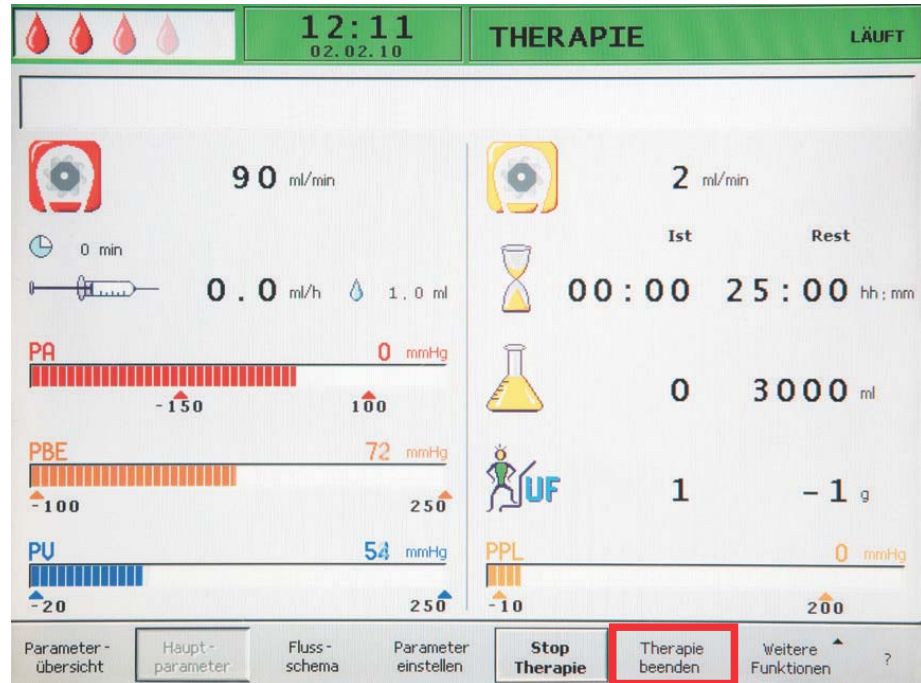 12:11
02.02.10
THERAPIE
LÄUFT
90 ml/min
2 ml/min
0 min
Ist Rest
0.0 ml/h 1.0 ml
00:00 25:00 hh:mm
PA 0 mmHg
-150 100
0 3000 ml
PBE 72 mmHg
-100 250
UF 1 -1 g
PV 54 mmHg
-20 250
PPL 0 mmHg
-10 200
Parameter-
übersicht
Haupt-
parameter
Fluss-
schema
Parameter
einstellen
Stop
Therapie
Therapie
beenden
Weitere
Funktionen
?